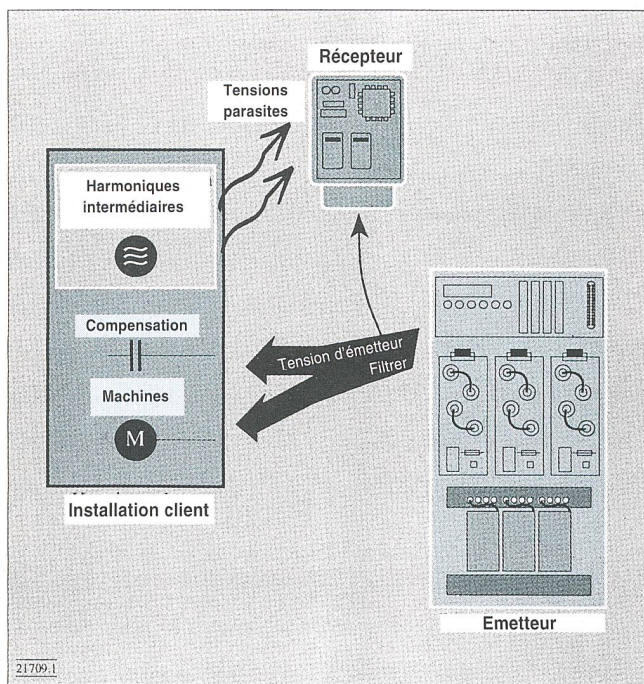 Récepteur
Tensions
parasites
Harmoniques
intermédiaires
Compensation
Machines
M
Installation client
Tension d'émetteur
Filtrer
Emetteur
21709.1